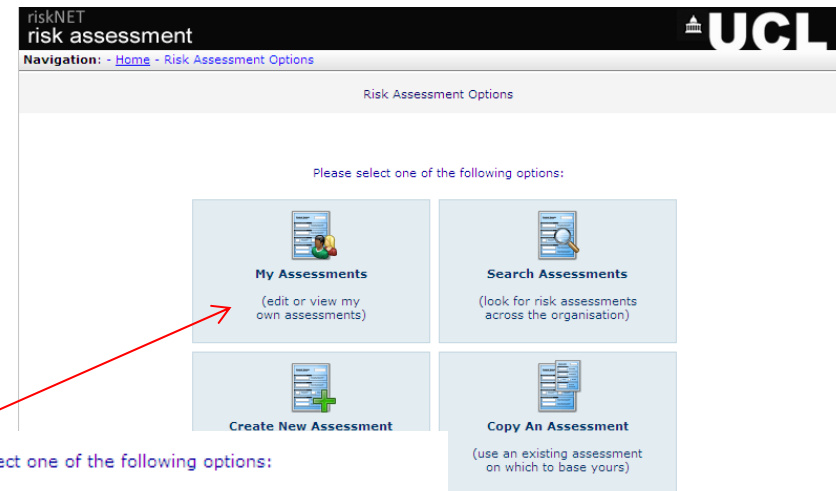 riskNET
risk assessment
UCL
Navigation: - Home - Risk Assessment Options
Risk Assessment Options
Please select one of the following options:
My Assessments
(edit or view my
own assessments)
Search Assessments
(look for risk assessments
across the organisation)
Create New Assessment
Copy An Assessment
(use an existing assessment
on which to base yours)
ect one of the following options: